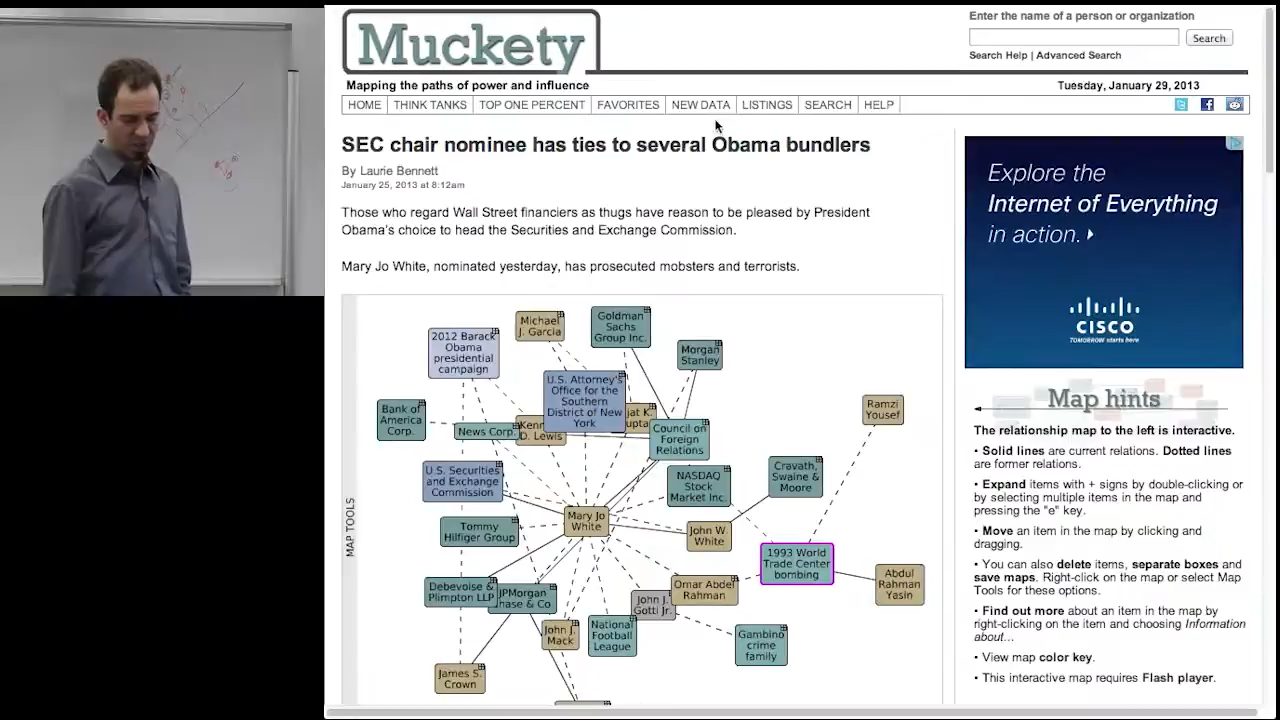 Muckety
Mapping the paths of power and influence
Enter the name of a person or organization
Search
Search Help | Advanced Search
Tuesday, January 29, 2013
HOME THINK TANKS TOP ONE PERCENT FAVORITES NEW DATA LISTINGS SEARCH HELP
SEC chair nominee has ties to several Obama bundlers
By Laurie Bennett
January 25, 2013 at 8:12am
Those who regard Wall Street financiers as thugs have reason to be pleased by President
Obama's choice to head the Securities and Exchange Commission.
Mary Jo White, nominated yesterday, has prosecuted mobsters and terrorists.
MAP TOOLS
2012 Barack
Obama
presidential
campaign
Michael
J. Garcia
Goldman
Sachs
Group Inc.
Morgan
Stanley
U.S. Attorney's
Office for the
Southern
District of New
York
Bank of
America
Corp.
News Corp.
D. Lewis
Council on
Foreign
Relations
Ramzi
Yousef
U.S. Securities
and Exchange
Commission
NASDAQ
Stock
Market Inc.
Cravath,
Swaine &
Moore
Tommy
Hilfiger Group
Mary Jo
White
John W
White
1993 World
Trade Center
bombing
Abdul
Rahman
Yasin
Debevoise &
Plimpton LLP
JPMorgan
hase & Co
John J.
Gotti Jr.
Omar Abdel
Rahman
John J.
Mack
National
Football
League
Gambino
crime
family
James S.
Crown
Explore the
Internet of Everything
in action.
CISCO
TOMORROW starts here
Map hints
The relationship map to the left is interactive.
• Solid lines are current relations. Dotted lines
are former relations.
• Expand items with + signs by double-clicking or
by selecting multiple items in the map and
pressing the "e" key.
• Move an item in the map by clicking and
dragging.
• You can also delete items, separate boxes and
save maps. Right-click on the map or select Map
Tools for these options.
• Find out more about an item in the map by
right-clicking on the item and choosing Information
about...
• View map color key.
• This interactive map requires Flash player.